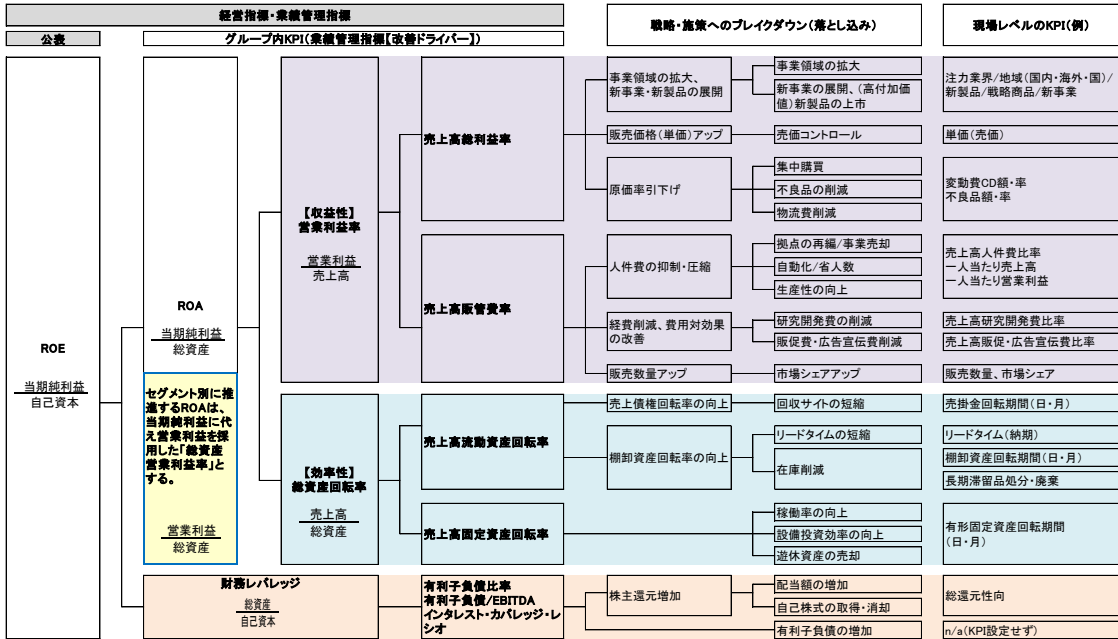 経営指標・業績管理指標
戦略・施策へのブレイクダウン(落とし込み)
現場レベルのKPI(例)
公表
グループ内KPI(業績管理指標【改善ドライバー】)
ROE
当期純利益
自己資本
ROA
当期純利益
総資産
セグメント別に推
進するROAは、
当期純利益に代
え営業利益を採
用した「総資産
営業利益率」と
する。
営業利益
総資産
【収益性】
営業利益率
営業利益
売上高
売上高総利益率
事業領域の拡大、
新事業・新製品の展開
事業領域の拡大
新事業の展開、(高付加価
値)新製品の上市
注力業界/地域(国内・海外・国)/
新製品/戦略商品/新事業
販売価格(単価)アップ
売価コントロール
単価(売価)
原価率引下げ
集中購買
不良品の削減
物流費削減
変動費CD額・率
不良品額・率
売上高販管費率
人件費の抑制・圧縮
拠点の再編/事業売却
自動化/省人数
生産性の向上
売上高人件費比率
一人当たり売上高
一人当たり営業利益
経費削減、費用対効果
の改善
研究開発費の削減
売上高研究開発費比率
販促費・広告宣伝費削減
売上高販促・広告宣伝費比率
販売数量アップ
市場シェアアップ
販売数量、市場シェア
【効率性】
総資産回転率
売上高
総資産
売上高流動資産回転率
売上債権回転率の向上
回収サイトの短縮
売掛金回転期間(日・月)
棚卸資産回転率の向上
リードタイムの短縮
リードタイム(納期)
在庫削減
棚卸資産回転期間(日・月)
長期滞留品処分・廃棄
売上高固定資産回転率
稼働率の向上
設備投資効率の向上
遊休資産の売却
有形固定資産回転期間
(日・月)
財務レバレッジ
総資産
自己資本
有利子負債比率
有利子負債/EBITDA
インタレスト・カバレッジ・レ
シオ
株主還元増加
配当額の増加
自己株式の取得・消却
総還元性向
有利子負債の増加
n/a(KPI設定せず)